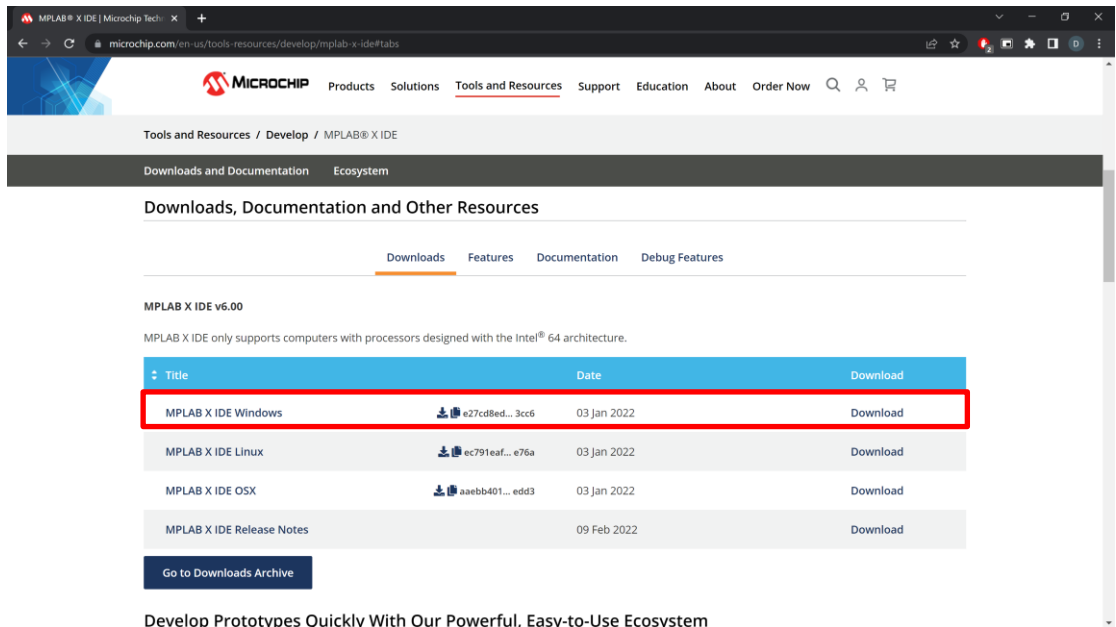 MPLAB® X IDE | Microchip Techn
microchip.com/en-us/tools-resources/develop/mplab-x-ide#tabs
2
D
MICROCHIP Products Solutions Tools and Resources Support Education About Order Now
Tools and Resources / Develop / MPLAB® X IDE
Downloads and Documentation Ecosystem
Downloads, Documentation and Other Resources
Downloads Features Documentation Debug Features
MPLAB X IDE v6.00
MPLAB X IDE only supports computers with processors designed with the Intel® 64 architecture.
Title Date Download
MPLAB X IDE Windows e27cd8ed... 3cc6 03 Jan 2022 Download
MPLAB X IDE Linux ec791eaf... e76a 03 Jan 2022 Download
MPLAB X IDE OSX aaebb401... edd3 03 Jan 2022 Download
MPLAB X IDE Release Notes 09 Feb 2022 Download
Go to Downloads Archive
Develop Prototypes Quickly With Our Powerful, Easy-to-Use Ecosystem